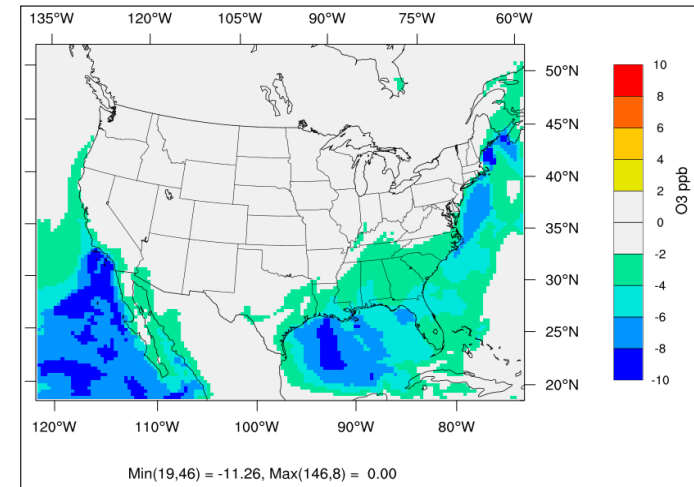 135°W 120°W 105°W 90°W 75°W 60°W
50°N
45°N
40°N
35°N
30°N
25°N
20°N
120°W 110°W 100°W 90°W 80°W
10
8
6
4
2
0
-2
-4
-6
-8
-10
O3 ppb
Min(19,46) = -11.26, Max(146,8) = 0.00